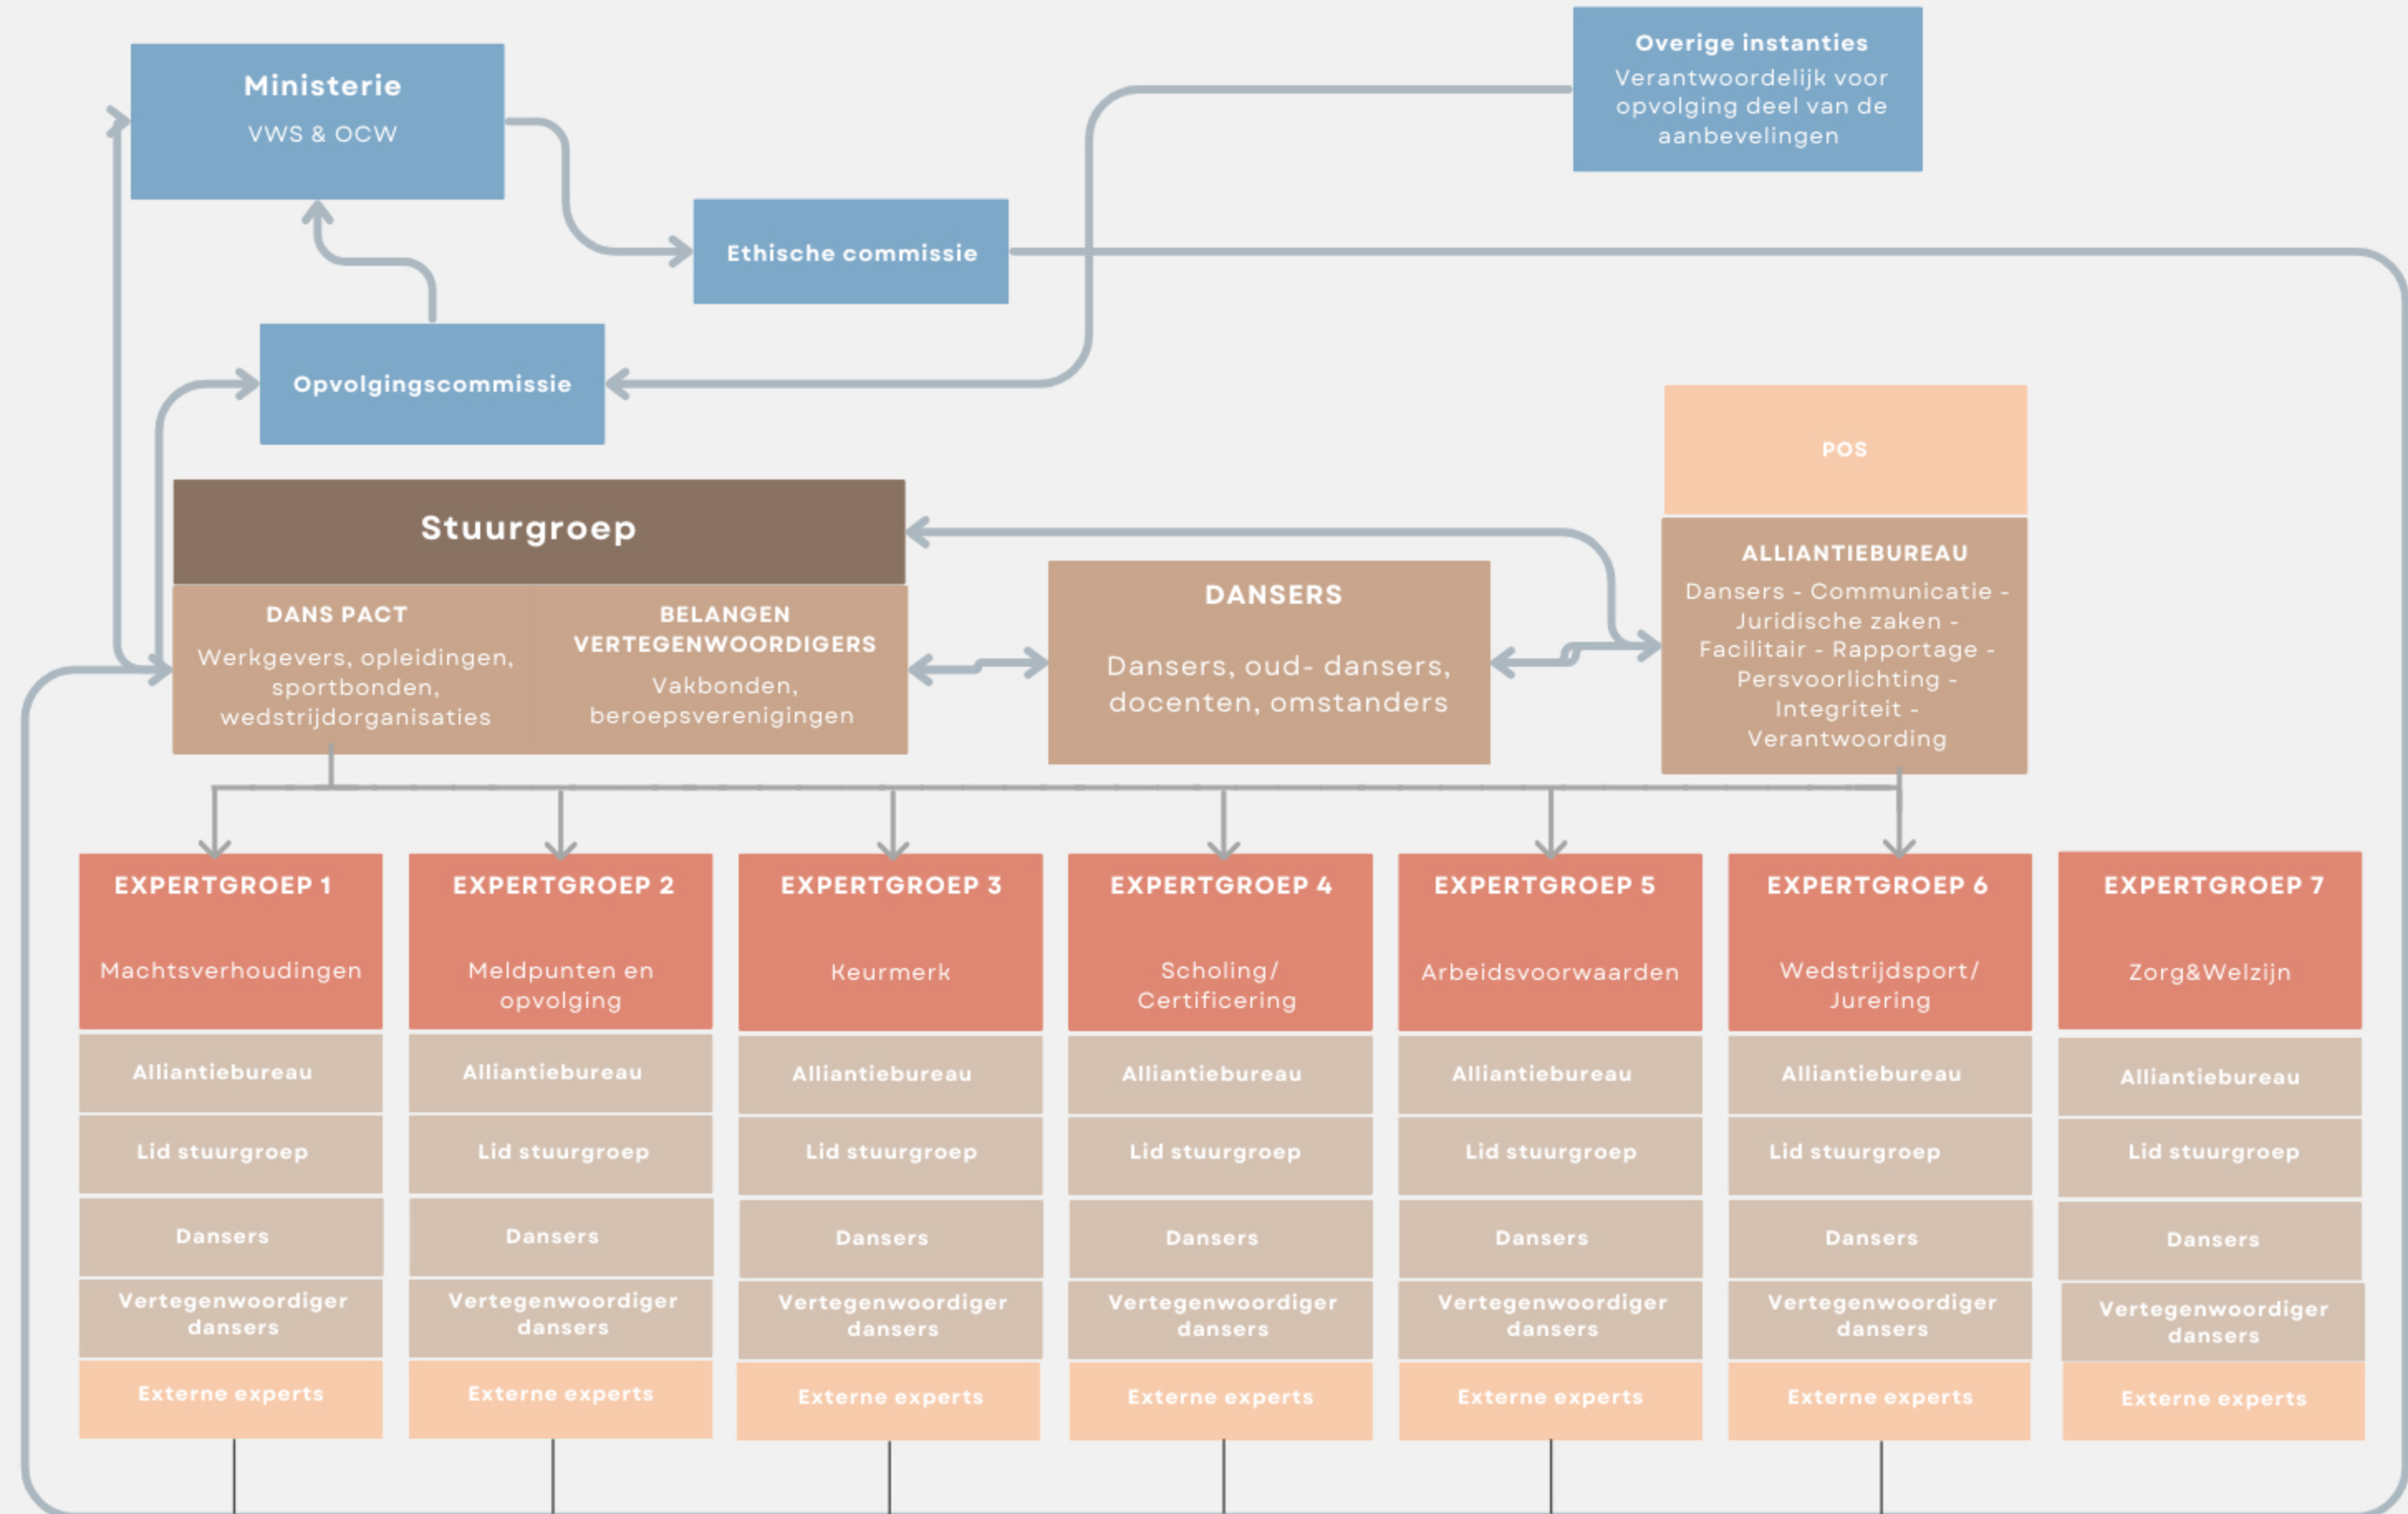 Ministerie
VWS & OCW
Overige instanties
Verantwoordelijk voor
opvolging deel van de
aanbevelingen
Ethische commissie
Opvolgingscommissie
POS
Stuurgroep
DANS PACT
Werkgevers, opleidingen,
sportbonden,
wedstrijdorganisaties
BELANGEN
VERTEGENWOORDIGERS
Vakbonden,
beroepsverenigingen
DANSERS
Dansers, oud- dansers,
docenten, omstanders
ALLIANTIEBUREAU
Dansers - Communicatie -
Juridische zaken -
Facilitair - Rapportage -
Persvoorlichting -
Integriteit -
Verantwoording
EXPERTGROEP 1
Machtsverhoudingen
Alliantiebureau
Lid stuurgroep
Dansers
Vertegenwoordiger
dansers
Externe experts
EXPERTGROEP 2
Meldpunten en
opvolging
Alliantiebureau
Lid stuurgroep
Dansers
Vertegenwoordiger
dansers
Externe experts
EXPERTGROEP 3
Keurmerk
Alliantiebureau
Lid stuurgroep
Dansers
Vertegenwoordiger
dansers
Externe experts
EXPERTGROEP 4
Scholing/
Certificering
Alliantiebureau
Lid stuurgroep
Dansers
Vertegenwoordiger
dansers
Externe experts
EXPERTGROEP 5
Arbeidsvoorwaarden
Alliantiebureau
Lid stuurgroep
Dansers
Vertegenwoordiger
dansers
Externe experts
EXPERTGROEP 6
Wedstrijdsport/
Jurering
Alliantiebureau
Lid stuurgroep
Dansers
Vertegenwoordiger
dansers
Externe experts
EXPERTGROEP 7
Zorg&Welzijn
Alliantiebureau
Lid stuurgroep
Dansers
Vertegenwoordiger
dansers
Externe experts